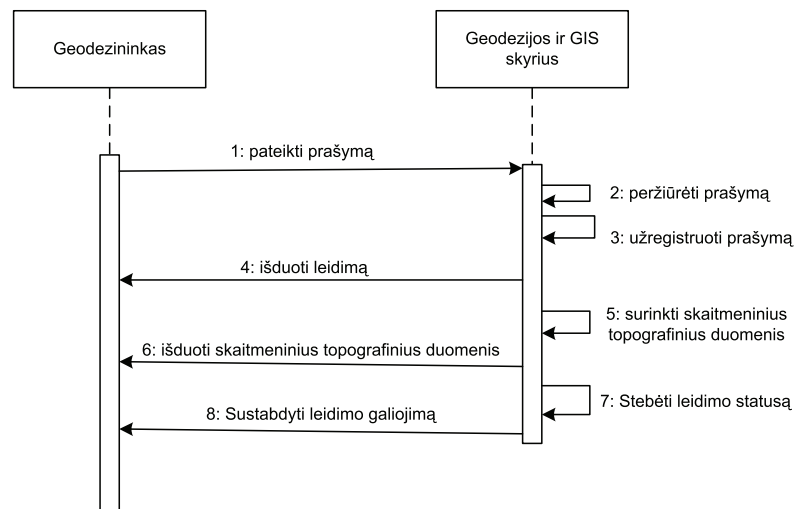 Geodezininkas
Geodezijos ir GIS
skyrius
1: pateikti prašymą
2: peržiūrėti prašymą
3: užregistruoti prašymą
4: išduoti leidimą
5: surinkti skaitmeninius
topografinius duomenis
6: išduoti skaitmeninius topografinius duomenis
7: Stebėti leidimo statusą
8: Sustabdyti leidimo galiojimą